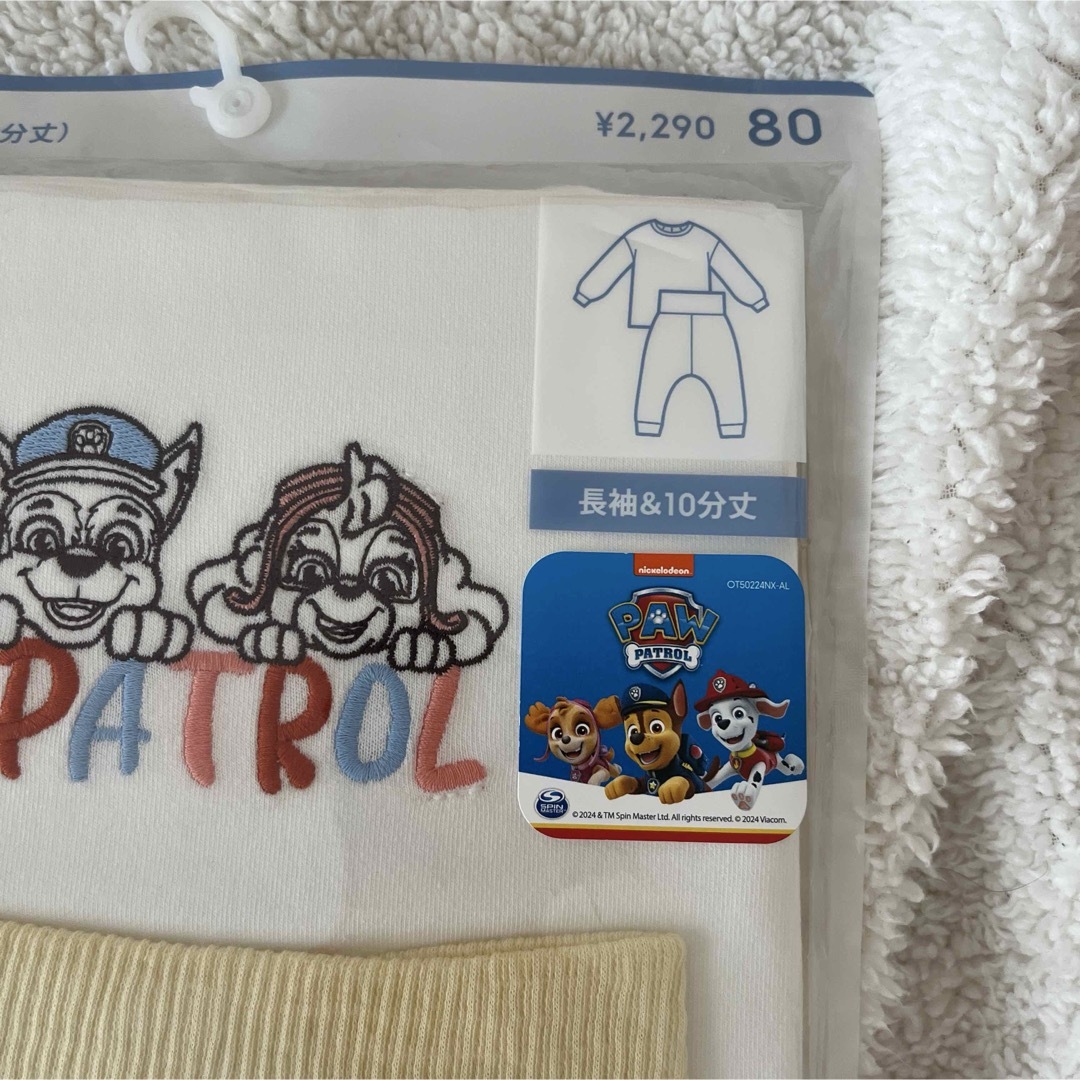 分丈)
¥2,290 80
長袖&10分丈
nickelodeon
OT50224NX-AL
PAW
PATROL
PATROL
SPIN
MASTER
©2024 & TM Spin Master Ltd. All rights reserved. © 2024 Viacom.